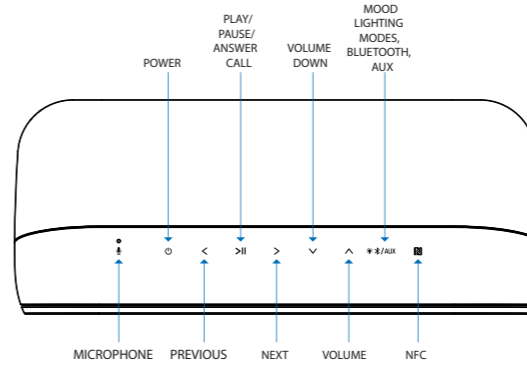 MOOD
LIGHTING
MODES,
BLUETOOTH,
AUX
PLAY/
PAUSE/
ANSWER
CALL
VOLUME
DOWN
POWER
/AUX
MICROPHONE
PREVIOUS
NEXT
VOLUME
NFC